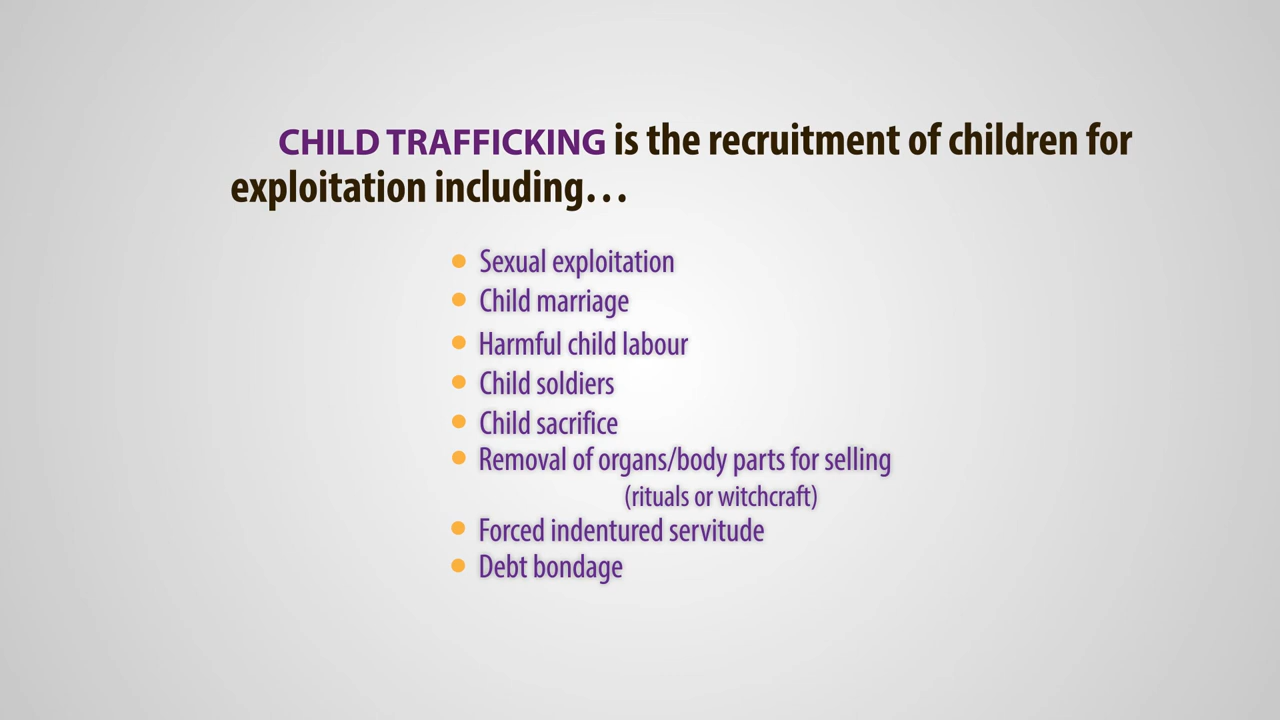 CHILD TRAFFICKING is the recruitment of children for
exploitation including...
• Sexual exploitation
• Child marriage
• Harmful child labour
• Child soldiers
• Child sacrifice
• Removal of organs/body parts for selling
(rituals or witchcraft)
• Forced indentured servitude
• Debt bondage